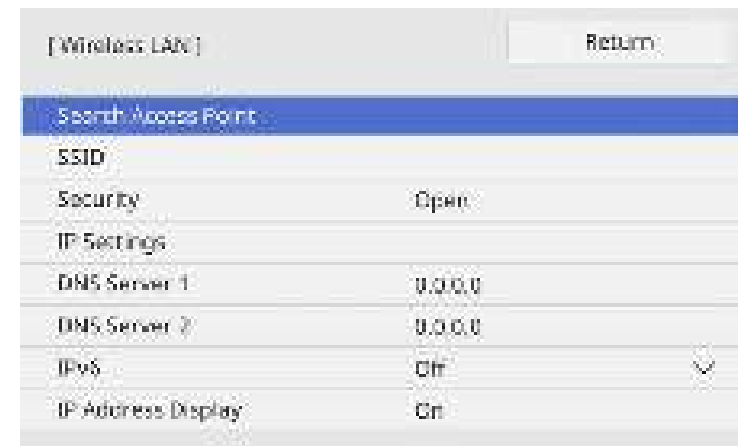 [ Wireless LAN ]
Return
Search Access Point
SSID
Security Open
IP Settings
DNS Server 1 0.0.0.0
DNS Server 2 0.0.0.0
IPv6 Off
IP Address Display On